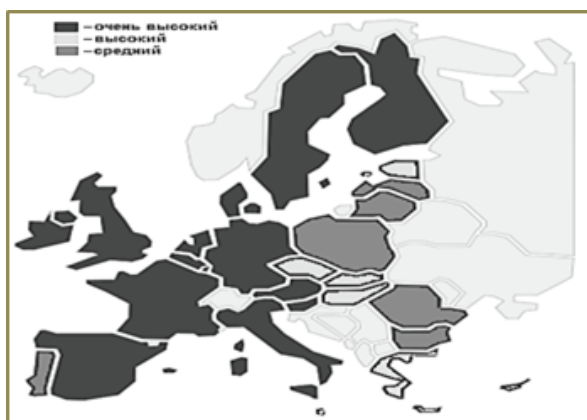 – очень высокий
– высокий
– средний